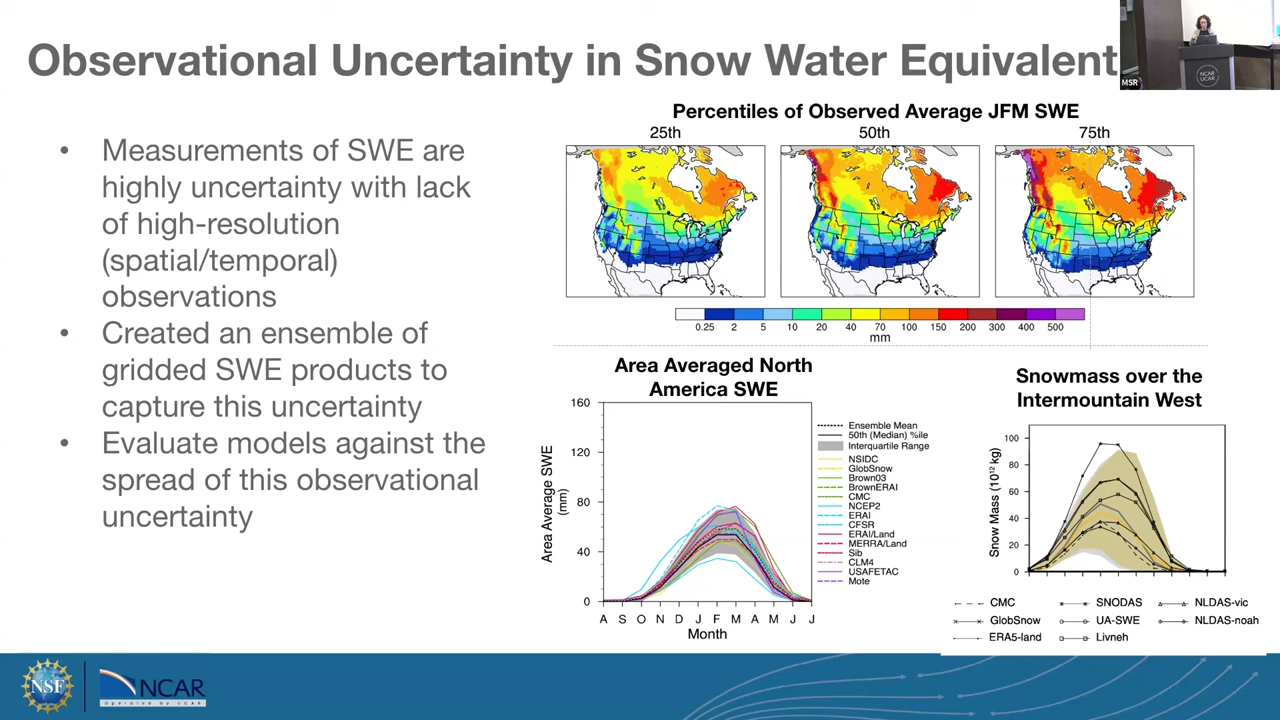 Observational Uncertainty in Snow Water Equivalent
MSR
NCAR
UCAR
• Measurements of SWE are
highly uncertainty with lack
of high-resolution
(spatial/temporal)
observations
• Created an ensemble of
gridded SWE products to
capture this uncertainty
• Evaluate models against the
spread of this observational
uncertainty
Percentiles of Observed Average JFM SWE
25th 50th 75th
0.25 2 5 10 20 40 70 100 150 200 300 400 500
mm
Area Averaged North
America SWE
160
120
80
40
0
Area Average SWE
(mm)
A S O N D J F M A M J J
Month
Ensemble Mean
50th (Median) %ile
Interquartile Range
NSIDC
GlobSnow
Brown03
BrownERAI
CMC
NCEP2
ERAI
CFSR
ERAI/Land
MERRA/Land
Sib
CLM4
USAFETAC
Mote
Snowmass over the
Intermountain West
100
80
60
40
20
0
Snow Mass (10¹² kg)
CMC SNODAS NLDAS-vic
GlobSnow UA-SWE NLDAS-noah
ERA5-land Livneh
NSF
NCAR
Operated by UCAR